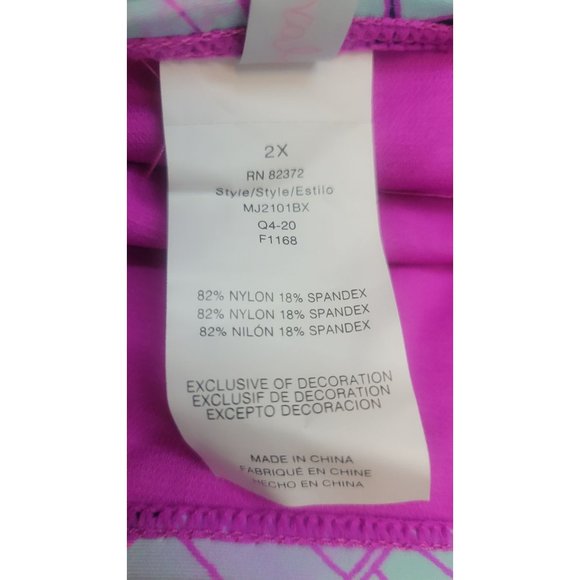 2X
RN 82372
Style/Style/Estilo
MJ2101BX
Q4-20
F1168
82% NYLON 18% SPANDEX
82% NYLON 18% SPANDEX
82% NILÓN 18% SPANDEX
EXCLUSIVE OF DECORATION
EXCLUSIF DE DECORATION
EXCEPTO DECORACION
MADE IN CHINA
FABRIQUÉ EN CHINE
HECHO EN CHINA